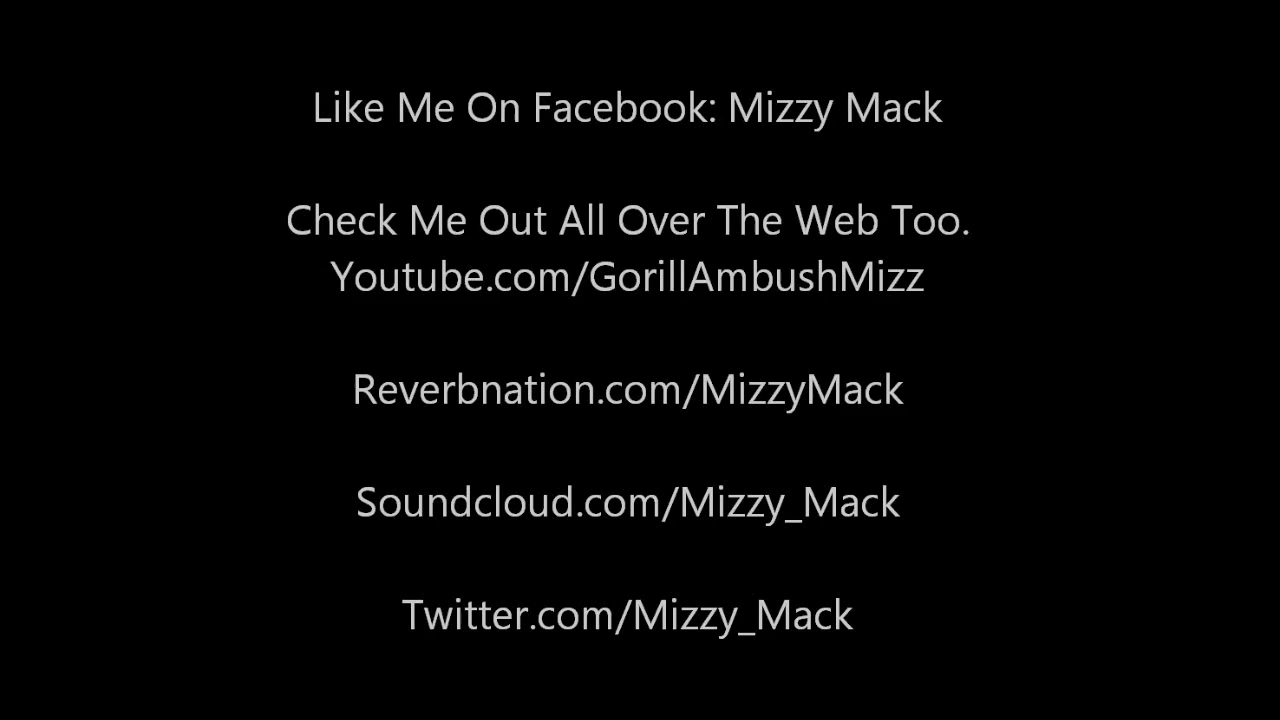 Like Me On Facebook: Mizzy Mack
Check Me Out All Over The Web Too.
Youtube.com/GorillAmbushMizz
Reverbnation.com/MizzyMack
Soundcloud.com/Mizzy_Mack
Twitter.com/Mizzy_Mack